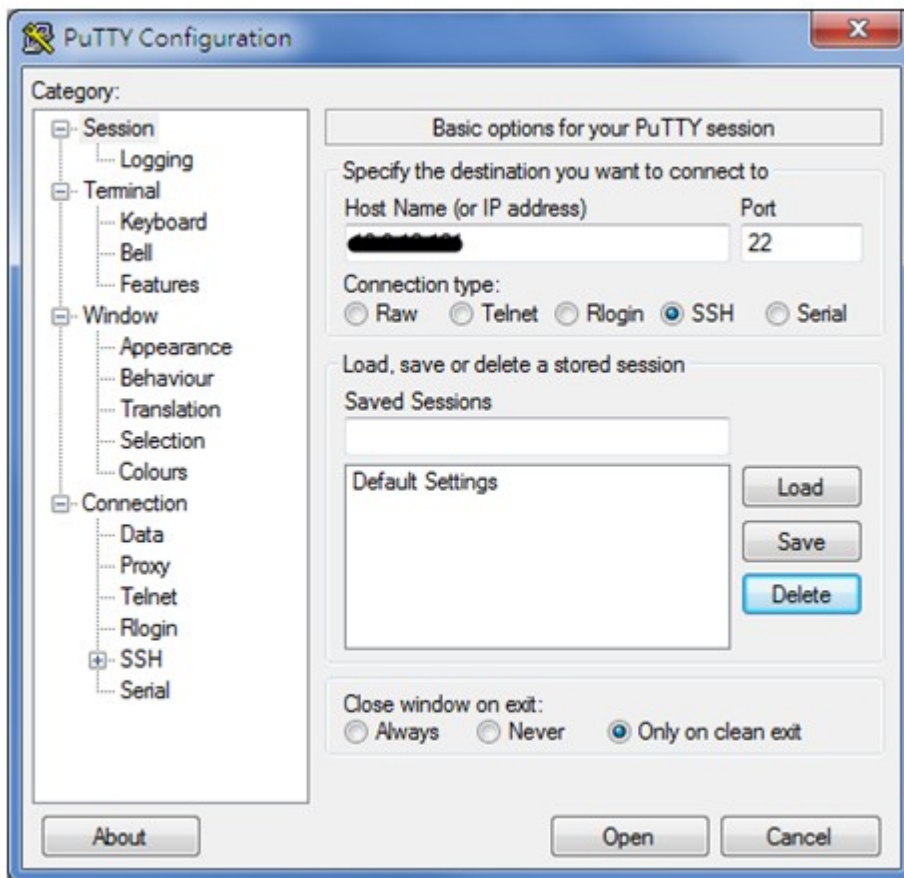 PuTTY Configuration
Category:
Session
Logging
Terminal
Keyboard
Bell
Features
Window
Appearance
Behaviour
Translation
Selection
Colours
Connection
Data
Proxy
Telnet
Rlogin
SSH
Serial
Basic options for your PuTTY session
Specify the destination you want to connect to
Host Name (or IP address) Port
22
Connection type:
Raw Telnet Rlogin SSH Serial
Load, save or delete a stored session
Saved Sessions
Default Settings
Load
Save
Delete
Close window on exit:
Always Never Only on clean exit
About Open Cancel